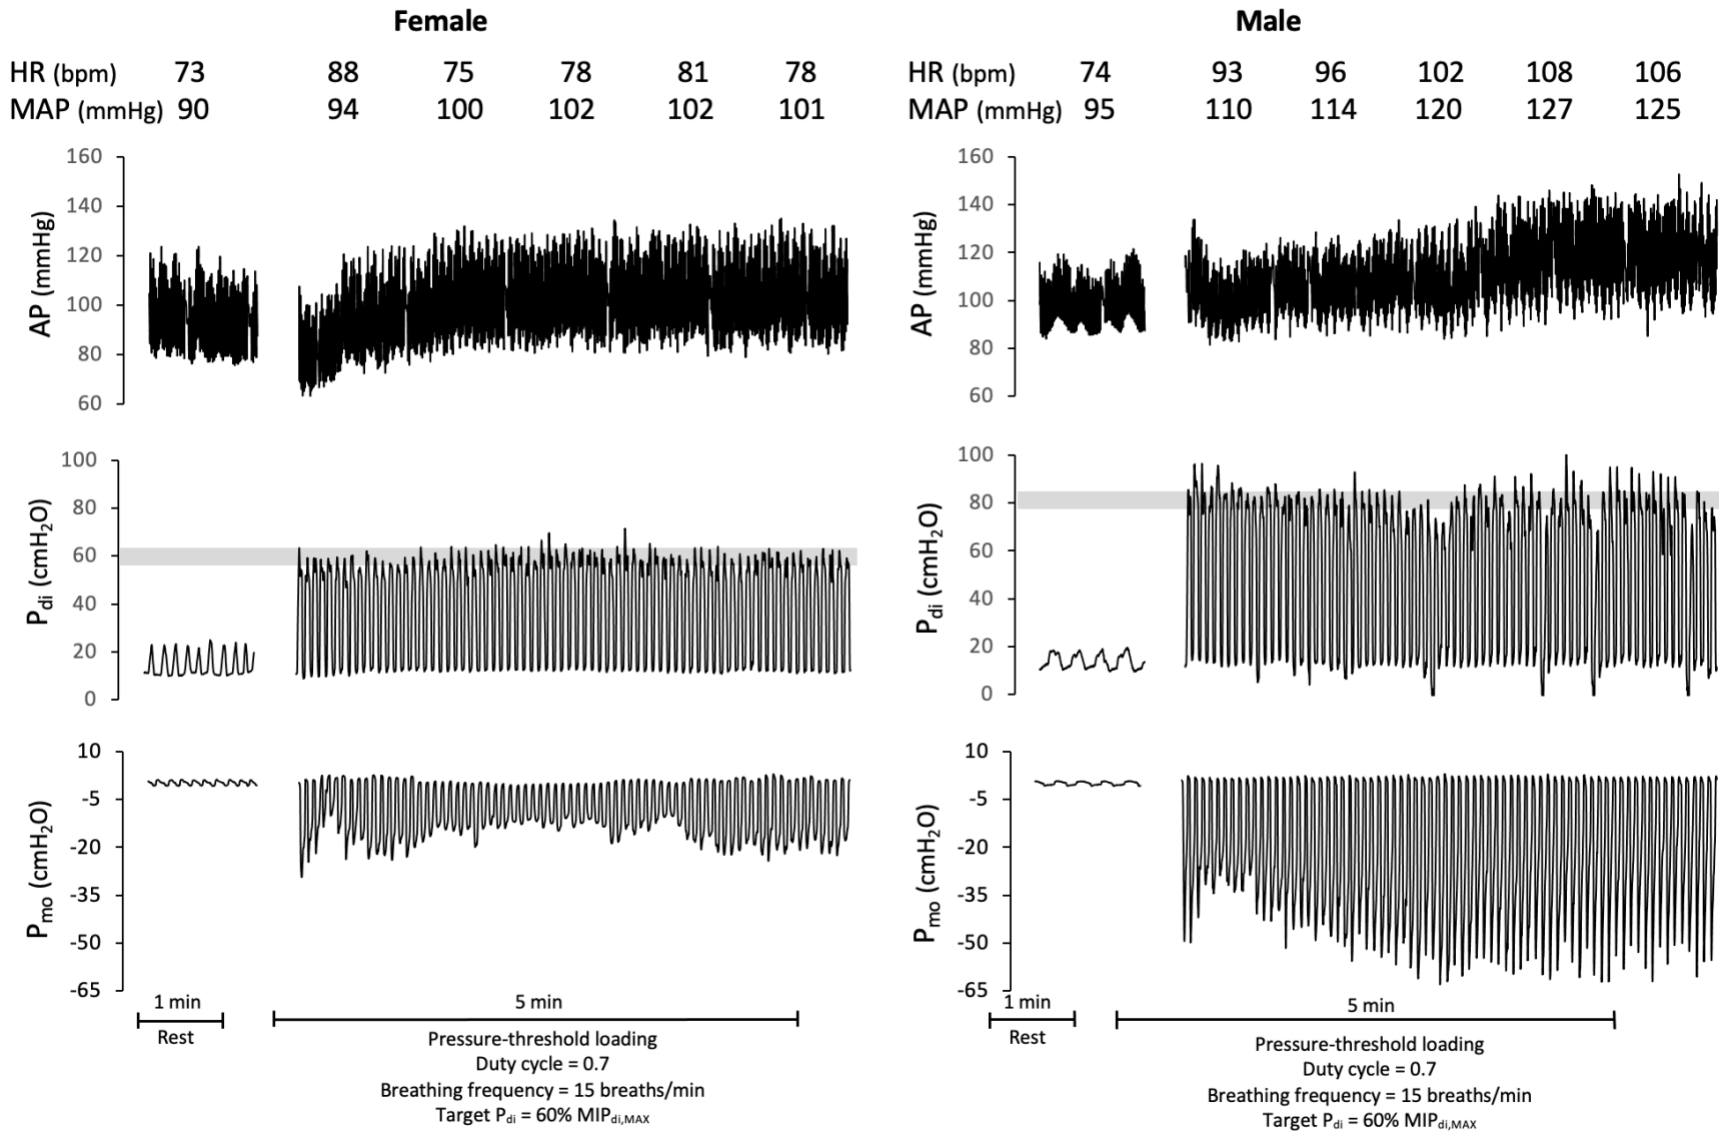 Female
HR (bpm) 73 88 75 78 81 78
MAP (mmHg) 90 94 100 102 102 101
160
140
120
100
80
60
AP (mmHg)
100
80
60
40
20
0
Pdi (cmH2O)
10
-5
-20
-35
-50
-65
Pmo (cmH2O)
1 min
5 min
Rest
Pressure-threshold loading
Duty cycle = 0.7
Breathing frequency = 15 breaths/min
Target Pdi = 60% MIPdi,MAX
Male
HR (bpm) 74 93 96 102 108 106
MAP (mmHg) 95 110 114 120 127 125
160
140
120
100
80
60
AP (mmHg)
100
80
60
40
20
0
Pdi (cmH2O)
10
-5
-20
-35
-50
-65
Pmo (cmH2O)
1 min
5 min
Rest
Pressure-threshold loading
Duty cycle = 0.7
Breathing frequency = 15 breaths/min
Target Pdi = 60% MIPdi,MAX